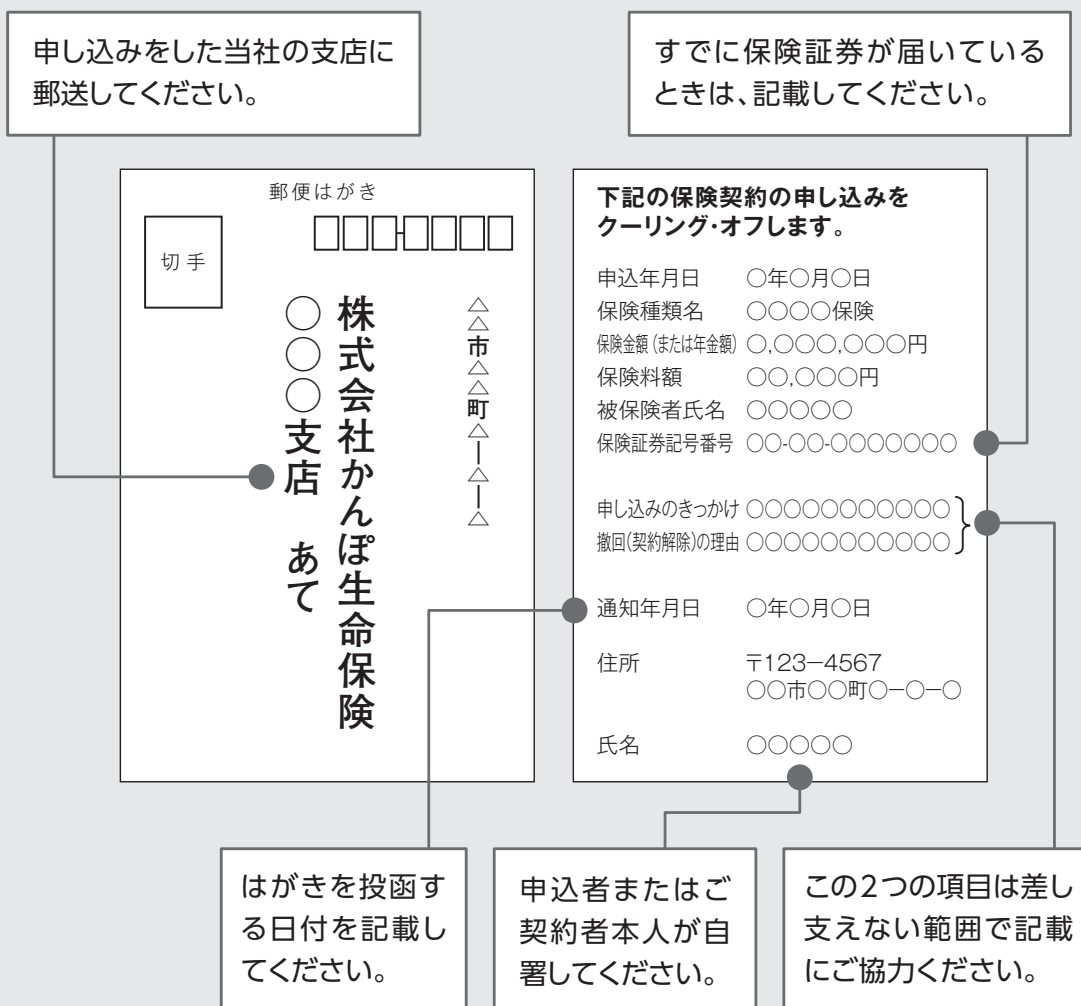 申し込みをした当社の支店に
郵送してください。
すでに保険証券が届いている
ときは、記載してください。
郵便はがき
切手
△△市△△町△ー△ー△
株式会社かんぽ生命保険
○○○支店 あて
下記の保険契約の申し込みを
クーリング・オフします。
申込年月日 ○年○月○日
保険種類名 ○○○○保険
保険金額(または年金額) ○,○○○,○○○円
保険料額 ○○,○○○円
被保険者氏名 ○○○○○
保険証券記号番号 ○○-○○-○○○○○○○
申し込みのきっかけ ○○○○○○○○○○○
撤回(契約解除)の理由 ○○○○○○○○○○○
通知年月日 ○年○月○日
住所 〒123―4567
○○市○○町○ー○ー○
氏名 ○○○○○
はがきを投函す
る日付を記載し
てください。
申込者またはご
契約者本人が自
署してください。
この2つの項目は差し
支えない範囲で記載
にご協力ください。